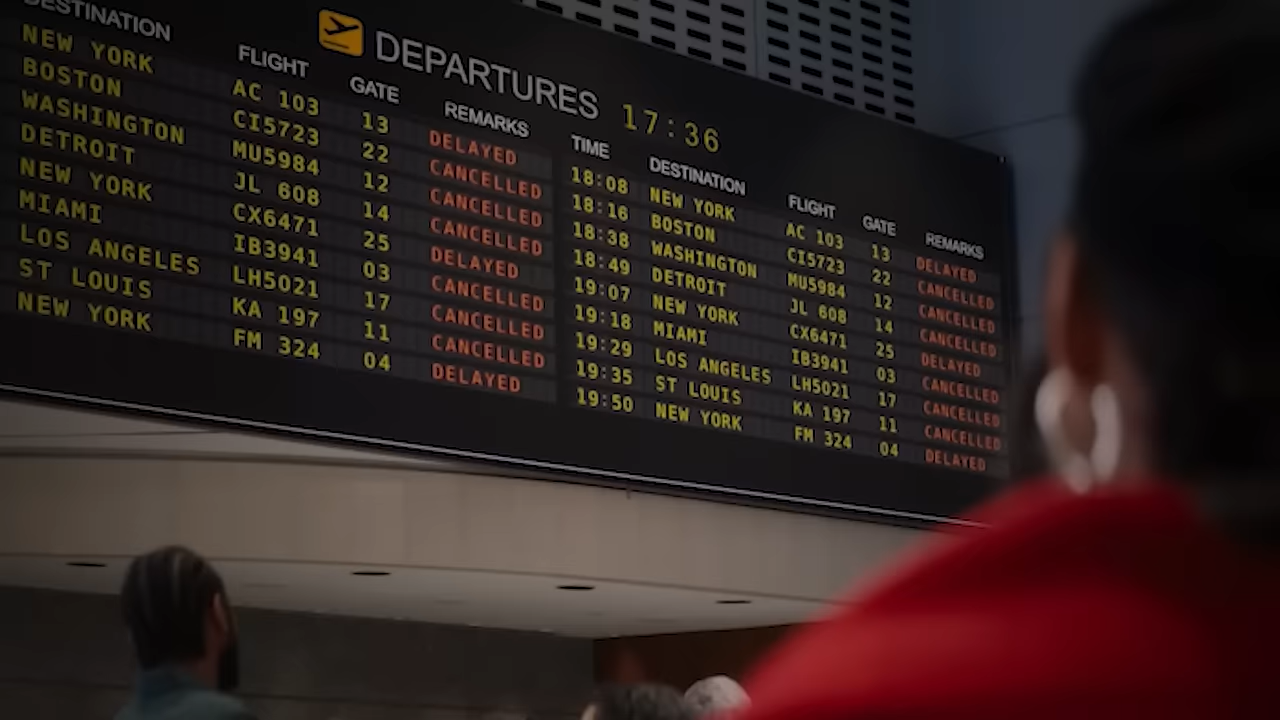 DEPARTURES 17:36
DESTINATION FLIGHT GATE REMARKS
NEW YORK AC 103 13 DELAYED
BOSTON CI5723 22 CANCELLED
WASHINGTON MU5984 12 CANCELLED
DETROIT JL 608 14 CANCELLED
NEW YORK CX6471 25 DELAYED
MIAMI IB3941 03 CANCELLED
LOS ANGELES LH5021 17 CANCELLED
ST LOUIS KA 197 11 CANCELLED
NEW YORK FM 324 04 DELAYED
TIME DESTINATION FLIGHT GATE REMARKS
18:08 NEW YORK AC 103 13 DELAYED
18:16 BOSTON CI5723 22 CANCELLED
18:38 WASHINGTON MU5984 12 CANCELLED
18:49 DETROIT JL 608 14 CANCELLED
19:07 NEW YORK CX6471 25 DELAYED
19:18 MIAMI IB3941 03 CANCELLED
19:29 LOS ANGELES LH5021 17 CANCELLED
19:35 ST LOUIS KA 197 11 CANCELLED
19:50 NEW YORK FM 324 04 DELAYED